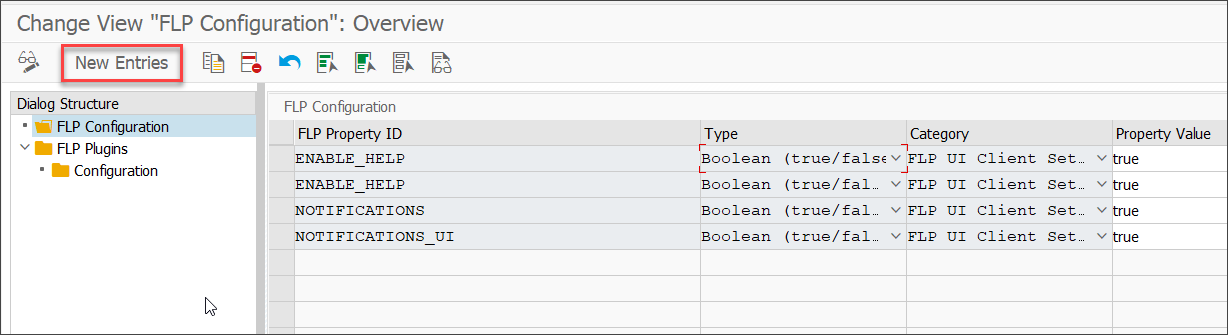 Change View "FLP Configuration": Overview
New Entries
Dialog Structure
FLP Configuration
FLP Plugins
Configuration
FLP Configuration
FLP Property ID Type Category Property Value
ENABLE_HELP Boolean (true/false FLP UI Client Set… true
ENABLE_HELP Boolean (true/fal… FLP UI Client Set… true
NOTIFICATIONS Boolean (true/fal… FLP UI Client Set… true
NOTIFICATIONS_UI Boolean (true/fal… FLP UI Client Set… true